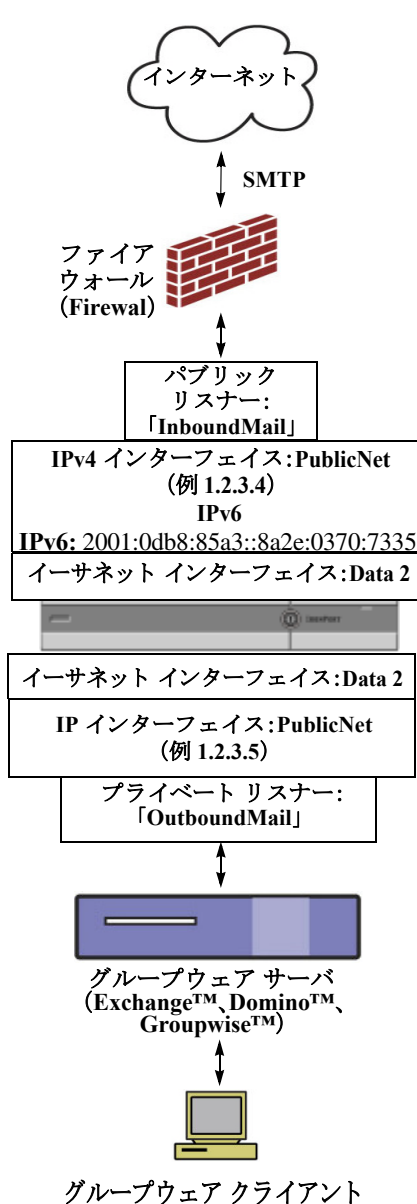 インターネット
SMTP
ファイア
ウォール
(Firewal)
パブリック
リスナー:
「InboundMail」
IPv4 インターフェイス:PublicNet
(例 1.2.3.4)
IPv6
IPv6: 2001:0db8:85a3::8a2e:0370:7335
イーサネット インターフェイス:Data 2
IRONPORT
イーサネット インターフェイス:Data 2
IP インターフェイス:PublicNet
(例 1.2.3.5)
プライベート リスナー:
「OutboundMail」
グループウェア サーバ
(Exchange™、Domino™、
Groupwise™)
グループウェア クライアント